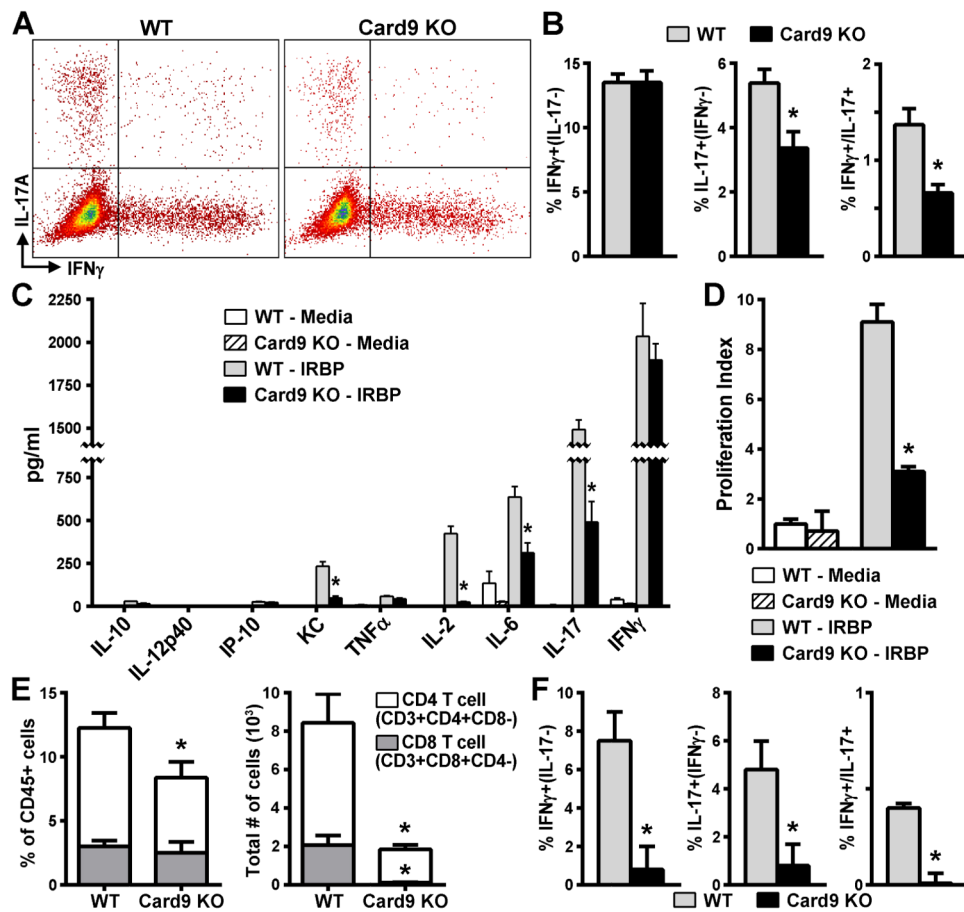 A
WT
Card9 KO
IL-17A
IFNγ
B
WT
Card9 KO
% IFNγ+(IL-17-)
15
10
5
0
% IL-17+(IFNγ-)
6
4
2
0
*
% IFNγ+/IL-17+
2
1
0
*
C
pg/ml
2250
2000
1750
1500
750
500
250
0
WT - Media
Card9 KO - Media
WT - IRBP
Card9 KO - IRBP
* * * *
IL-10
IL-12p40
IP-10
KC
TNFα
IL-2
IL-6
IL-17
IFNγ
D
Proliferation Index
10
8
6
4
2
0
*
WT - Media
Card9 KO - Media
WT - IRBP
Card9 KO - IRBP
E
% of CD45+ cells
15
10
5
0
*
WT
Card9 KO
Total # of cells (10³)
10
8
6
4
2
0
CD4 T cell
(CD3+CD4+CD8-)
CD8 T cell
(CD3+CD8+CD4-)
*
*
WT
Card9 KO
F
% IFNγ+(IL-17-)
10
8
6
4
2
0
*
% IL-17+(IFNγ-)
8
6
4
2
0
*
% IFNγ+/IL-17+
1
0
*
WT
Card9 KO